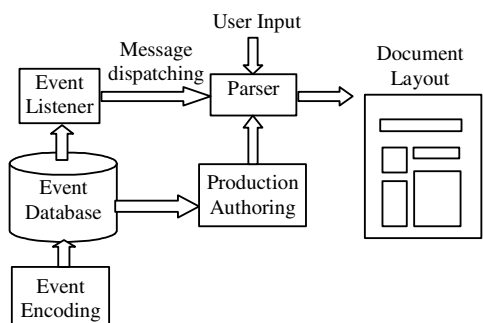 User Input
Message
dispatching
Document
Layout
Event
Listener
Parser
Event
Database
Production
Authoring
Event
Encoding